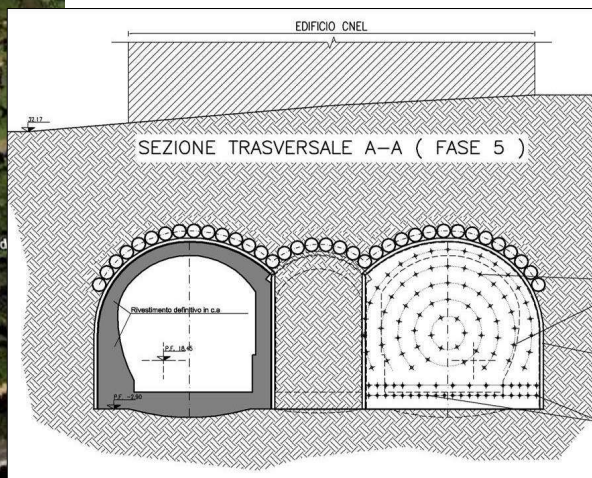 EDIFICIO CNEL
32.17
SEZIONE TRASVERSALE A-A ( FASE 5 )
Rivestimento definitivo in c.a
P.F. 18.45
P.F. -2.90